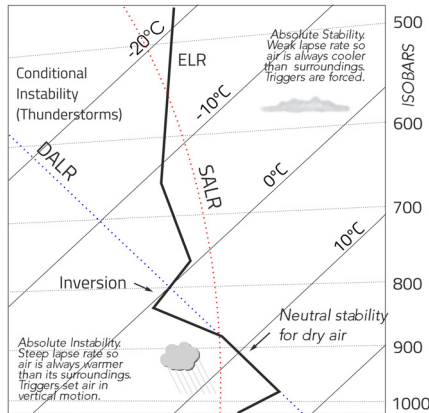 500
Absolute Stability.
Weak lapse rate so
air is always cooler
than surroundings.
Triggers are forced.
ISOBARS
-20°C
ELR
Conditional
Instability
(Thunderstorms)
-10°C
600
DALR
SALR
0°C
700
10°C
Inversion
800
Neutral stability
for dry air
Absolute Instability.
Steep lapse rate so
air is always warmer
than its surroundings.
Triggers set air in
vertical motion.
900
1000